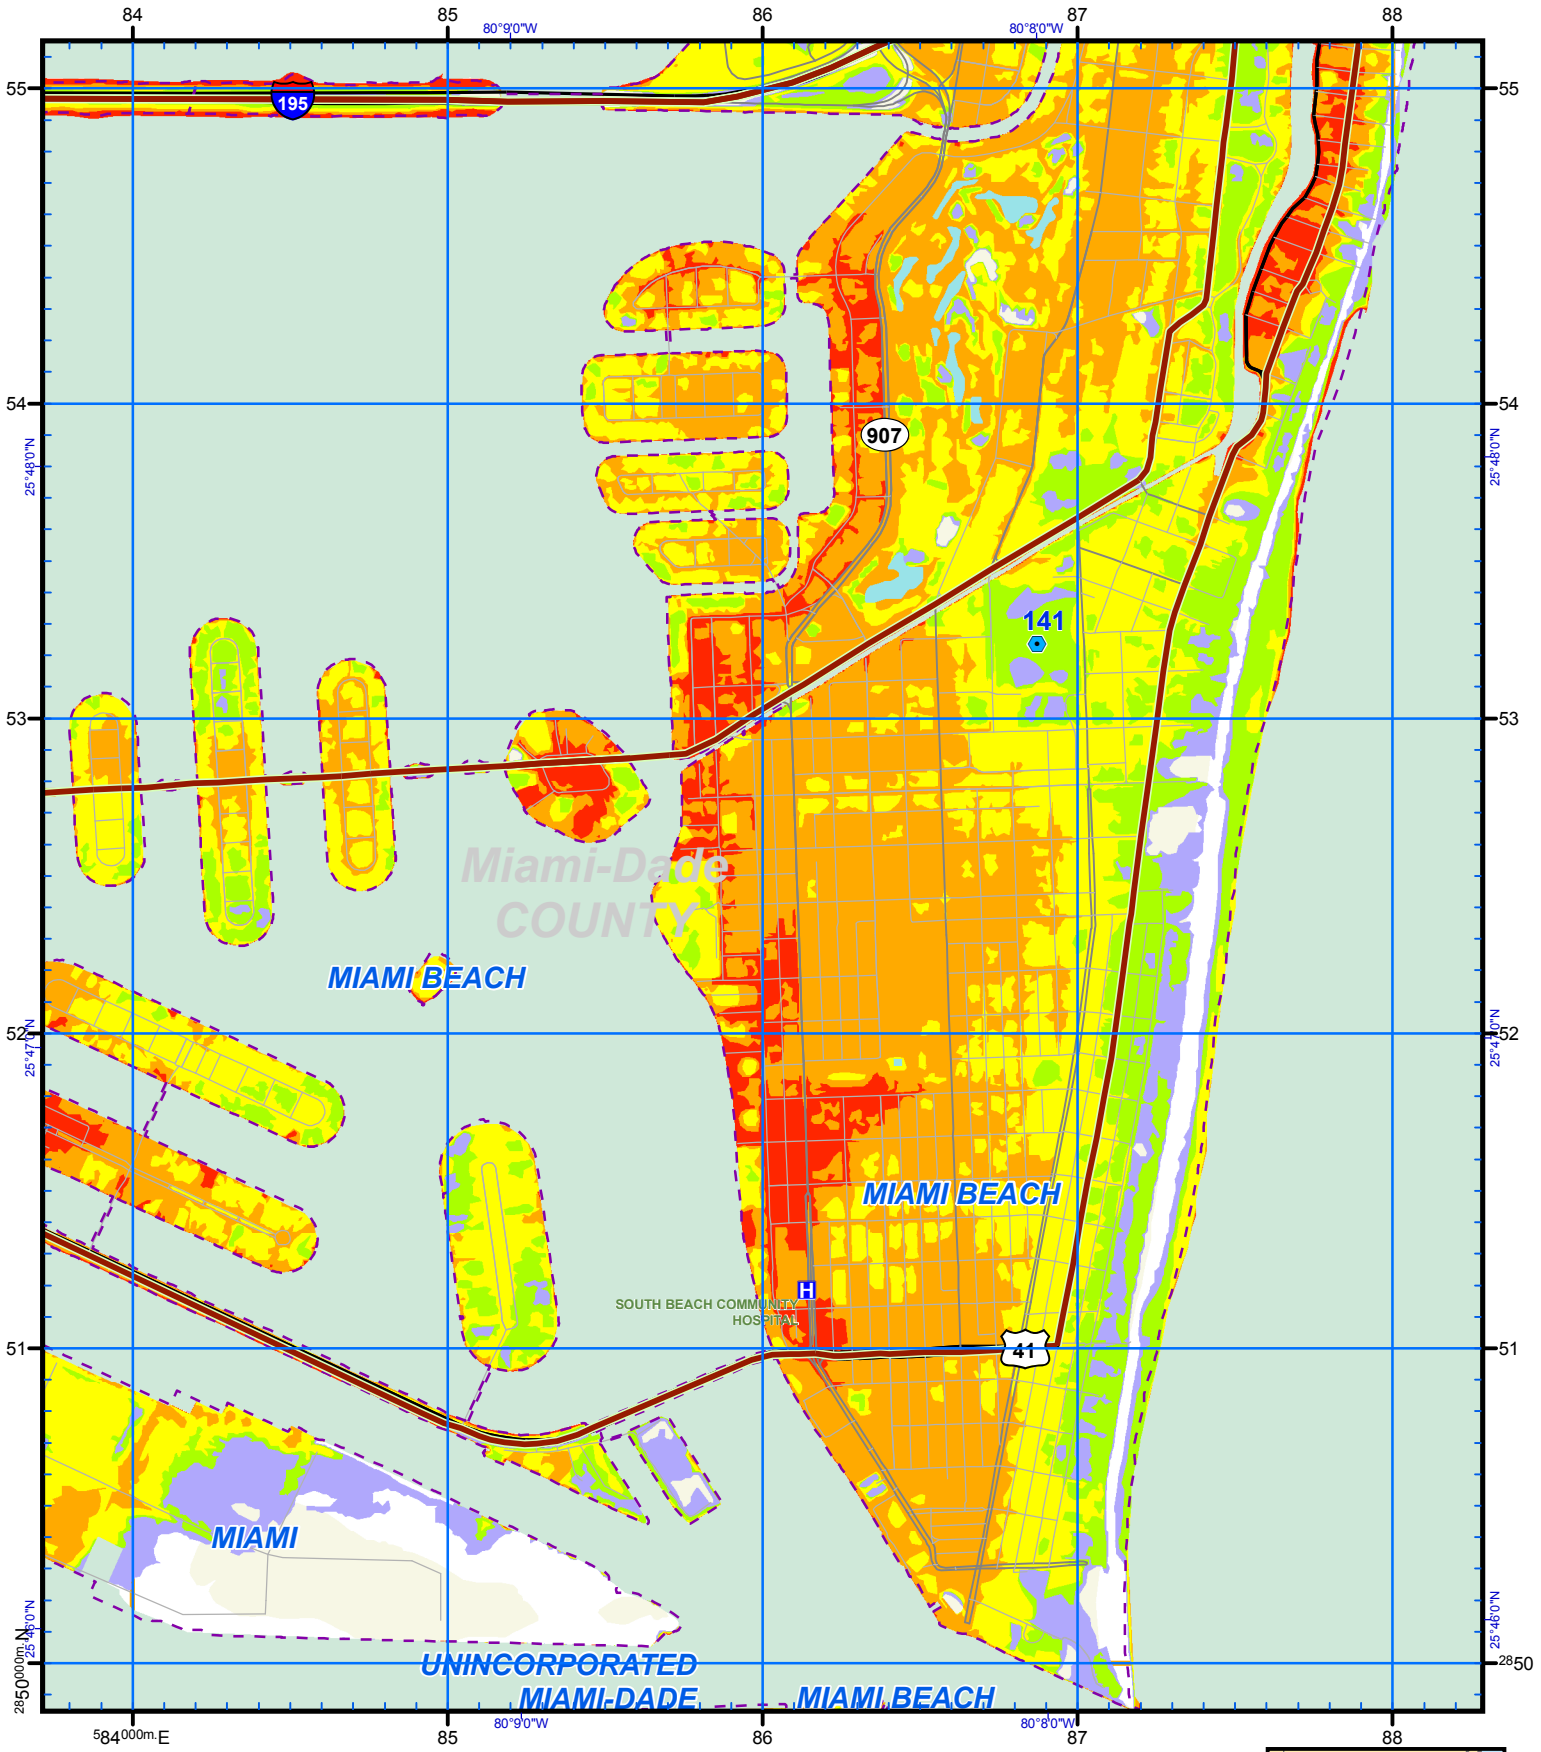 84 85 86 87 88
80°9'0"W 80°8'0"W
55 55
195
54 54
907
25°48'0"N 25°48'0"N
141
53 53
Miami-Dade
COUNTY
MIAMI BEACH
52 52
25°47'0"N 25°47'0"N
MIAMI BEACH
H
SOUTH BEACH COMMUNITY
HOSPITAL
51 51
41
MIAMI
25°46'0"N 25°46'0"N
UNINCORPORATED
MIAMI-DADE MIAMI BEACH
2850000m.N 2850
80°9'0"W 80°8'0"W
584000m.E 85 86 87 88